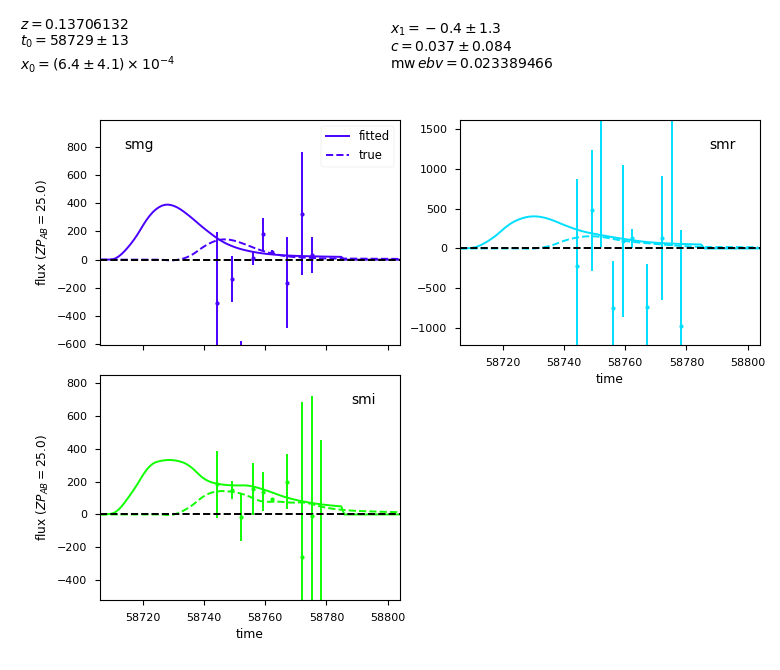 z = 0.13706132
t₀ = 58729 ± 13
x₀ = (6.4 ± 4.1) × 10⁻⁴
x₁ = −0.4 ± 1.3
c = 0.037 ± 0.084
mw ebv = 0.023389466
smg
fitted
true
800
600
400
200
0
−200
−400
−600
flux (ZP_AB = 25.0)
smr
1500
1000
500
0
−500
−1000
58720 58740 58760 58780 58800
time
smi
800
600
400
200
0
−200
−400
flux (ZP_AB = 25.0)
58720 58740 58760 58780 58800
time